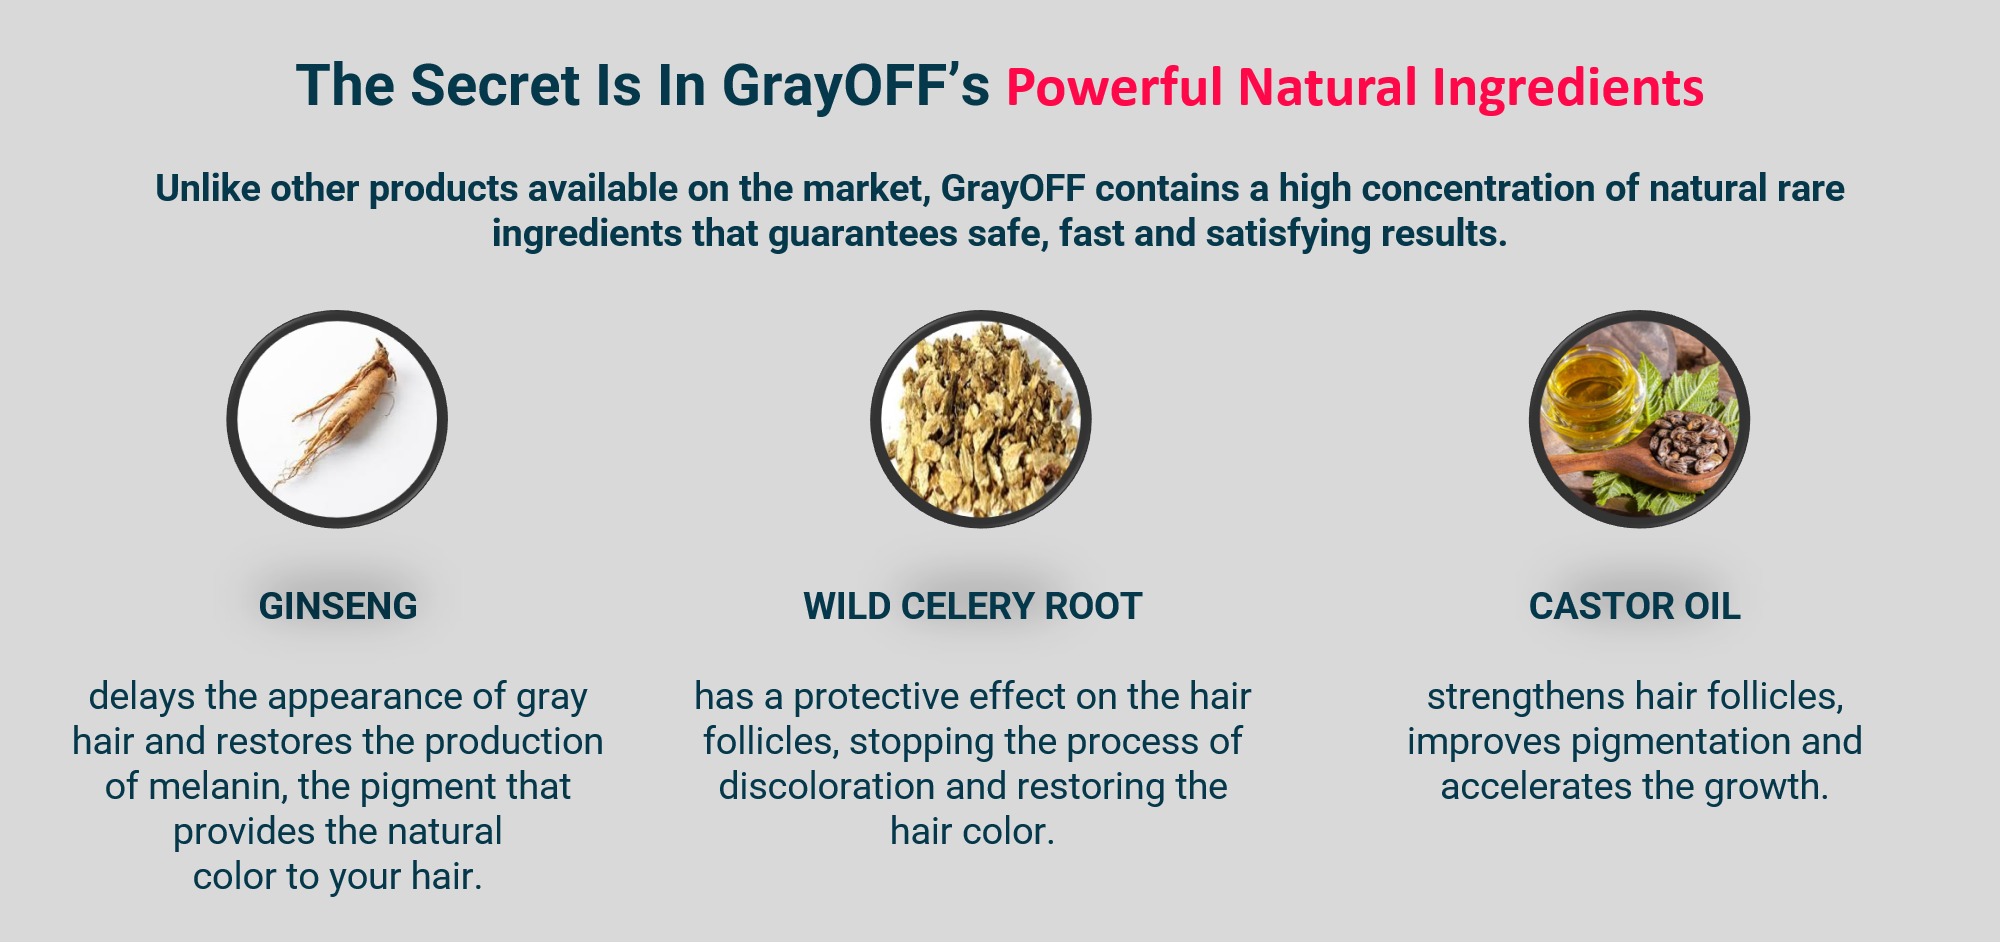 The Secret Is In GrayOFF’s Powerful Natural Ingredients
Unlike other products available on the market, GrayOFF contains a high concentration of natural rare
ingredients that guarantees safe, fast and satisfying results.
GINSENG
delays the appearance of gray
hair and restores the production
of melanin, the pigment that
provides the natural
color to your hair.
WILD CELERY ROOT
has a protective effect on the hair
follicles, stopping the process of
discoloration and restoring the
hair color.
CASTOR OIL
strengthens hair follicles,
improves pigmentation and
accelerates the growth.